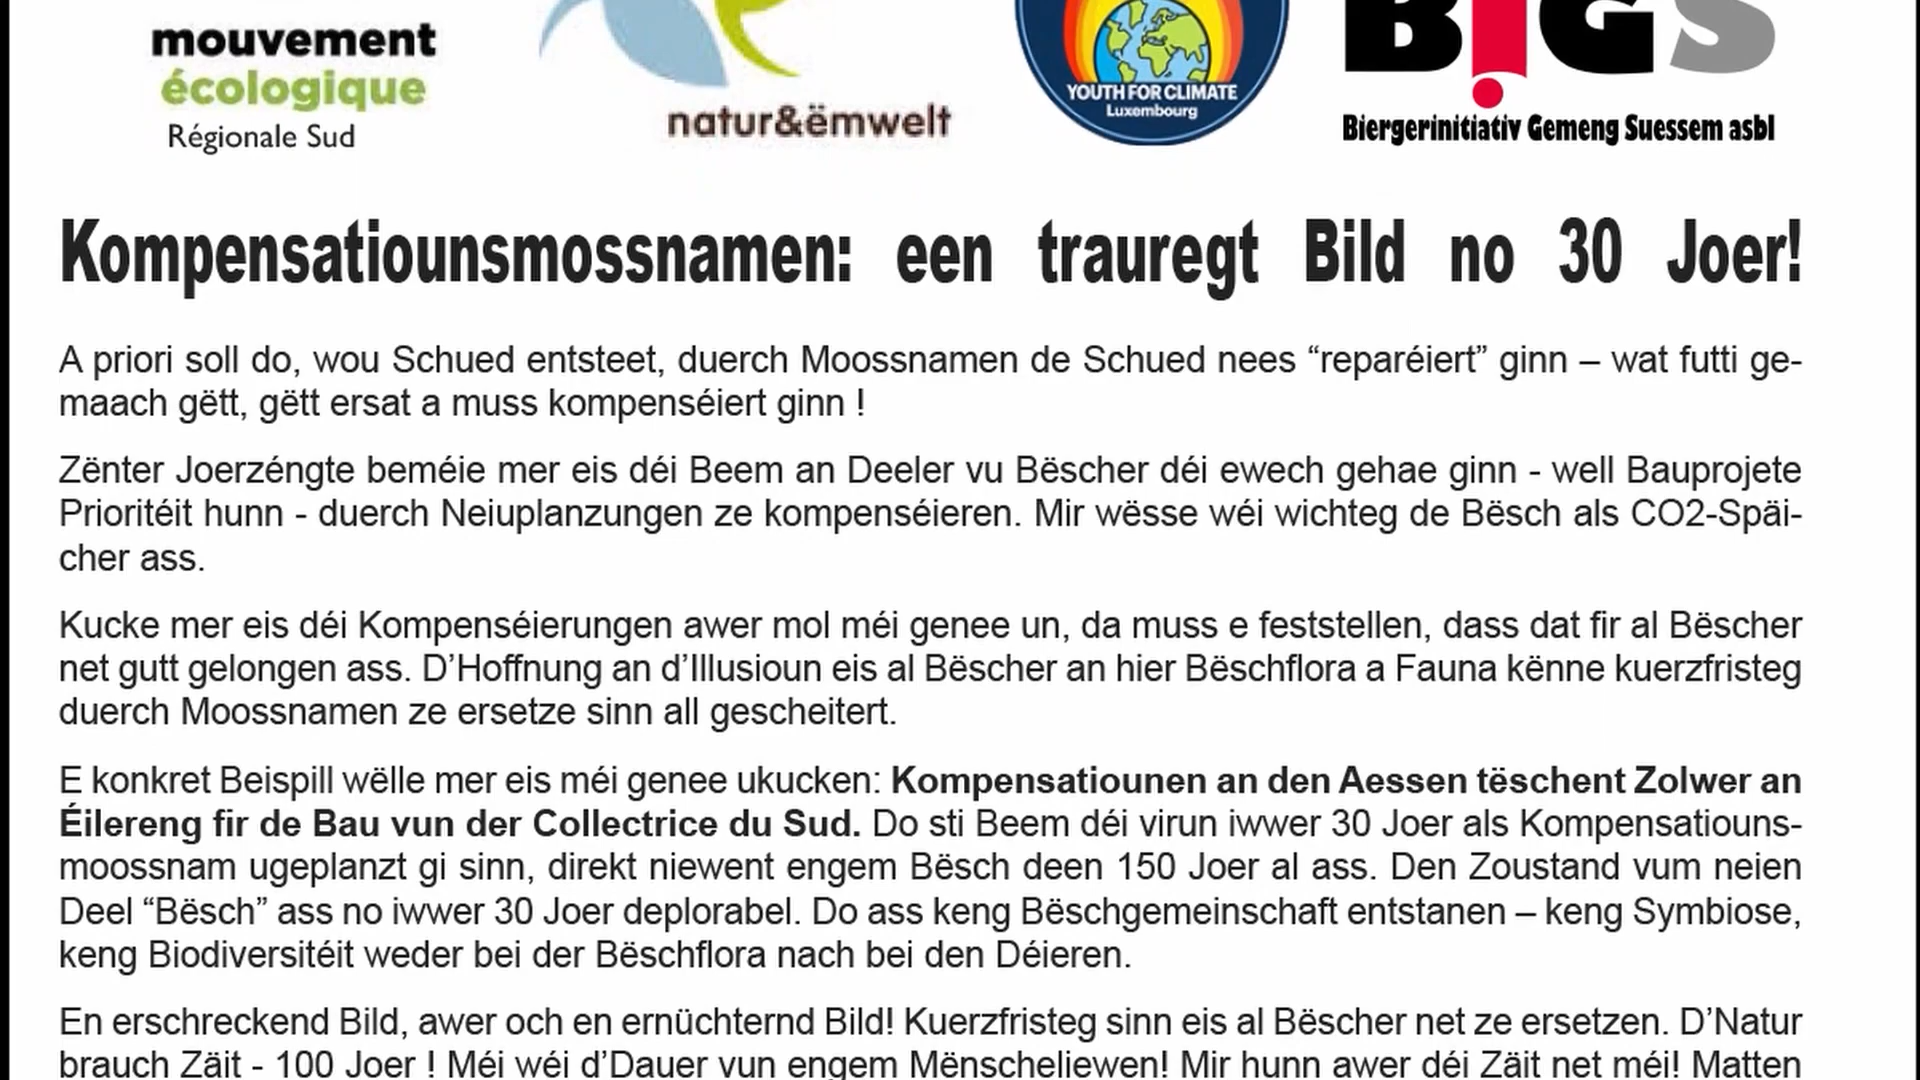 mouvement
écologique
Régionale Sud
natur&ëmwelt
YOUTH FOR CLIMATE
Luxembourg
BiGS
Biergerinitiativ Gemeng Suessem asbl
Kompensatiounsmossnamen: een trauregt Bild no 30 Joer!
A priori soll do, wou Schued entsteet, duerch Moossnamen de Schued nees “reparéiert” ginn – wat futti ge-
maach gëtt, gëtt ersat a muss kompenséiert ginn !
Zënter Joerzéngte beméie mer eis déi Beem an Deeler vu Bëscher déi ewech gehae ginn - well Bauprojete
Prioritéit hunn - duerch Neiuplanzungen ze kompenséieren. Mir wësse wéi wichteg de Bësch als CO2-Späi-
cher ass.
Kucke mer eis déi Kompenséierungen awer mol méi genee un, da muss e feststellen, dass dat fir al Bëscher
net gutt gelongen ass. D’Hoffnung an d’Illusioun eis al Bëscher an hier Bëschflora a Fauna kënne kuerzfristeg
duerch Moossnamen ze ersetze sinn all gescheitert.
E konkret Beispill wëlle mer eis méi genee ukucken: Kompensatiounen an den Aessen tëschent Zolwer an
Éilereng fir de Bau vun der Collectrice du Sud. Do sti Beem déi virun iwwer 30 Joer als Kompensatiouns-
moossnam ugeplanzt gi sinn, direkt niewent engem Bësch deen 150 Joer al ass. Den Zoustand vum neien
Deel “Bësch” ass no iwwer 30 Joer deplorabel. Do ass keng Bëschgemeinschaft entstanen – keng Symbiose,
keng Biodiversitéit weder bei der Bëschflora nach bei den Déieren.
En erschreckend Bild, awer och en ernüchternd Bild! Kuerzfristeg sinn eis al Bëscher net ze ersetzen. D’Natur
brauch Zäit - 100 Joer ! Méi wéi d’Dauer vun engem Mënscheliewen! Mir hunn awer déi Zäit net méi! Matten